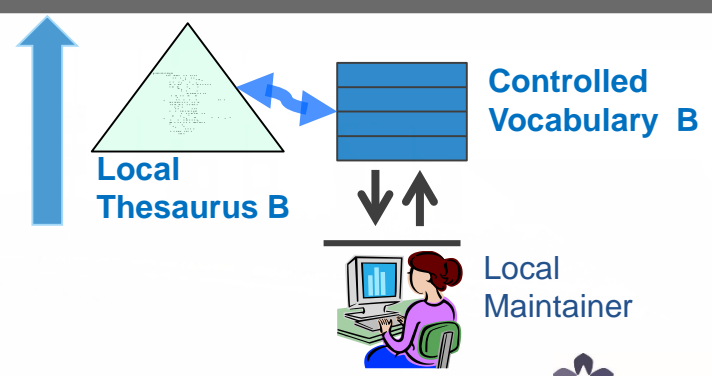 Controlled
Vocabulary B
Local
Thesaurus B
Local
Maintainer